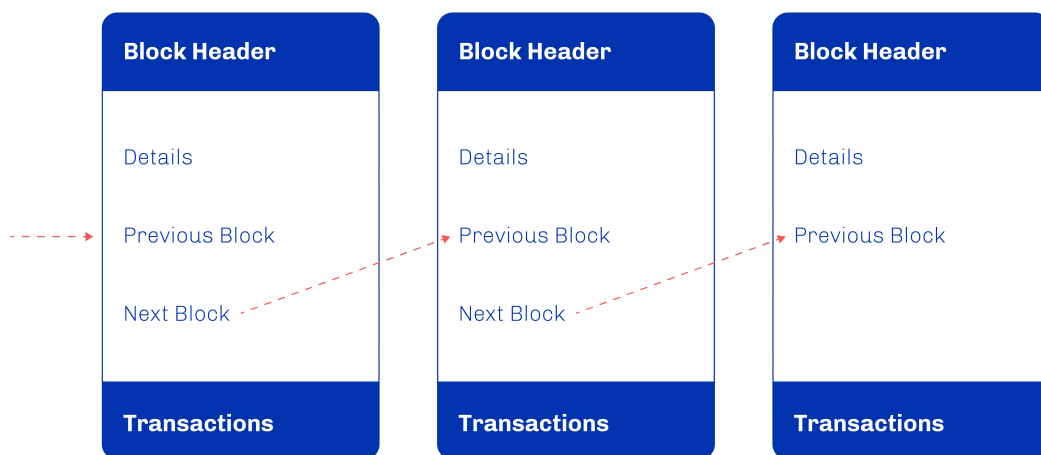 Block Header
Details
Previous Block
Next Block
Transactions
Block Header
Details
Previous Block
Next Block
Transactions
Block Header
Details
Previous Block
Transactions